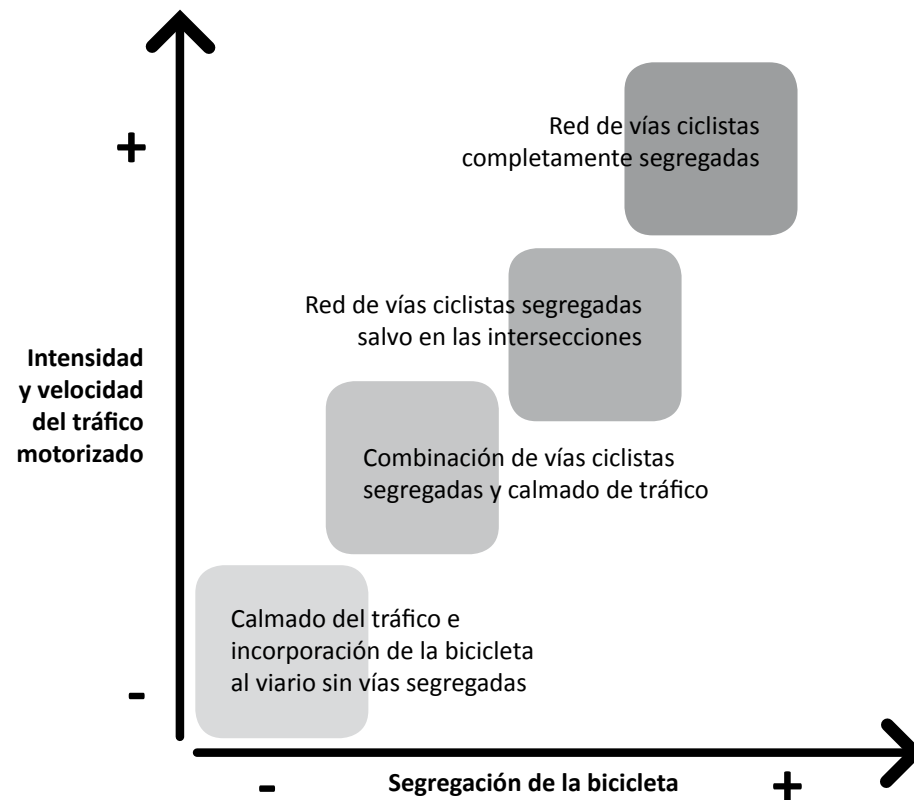 +
Red de vías ciclistas
completamente segregadas
Red de vías ciclistas segregadas
salvo en las intersecciones
Intensidad
y velocidad
del tráfico
motorizado
Combinación de vías ciclistas
segregadas y calmado de tráfico
Calmado del tráfico e
incorporación de la bicicleta
al viario sin vías segregadas
-
- Segregación de la bicicleta +